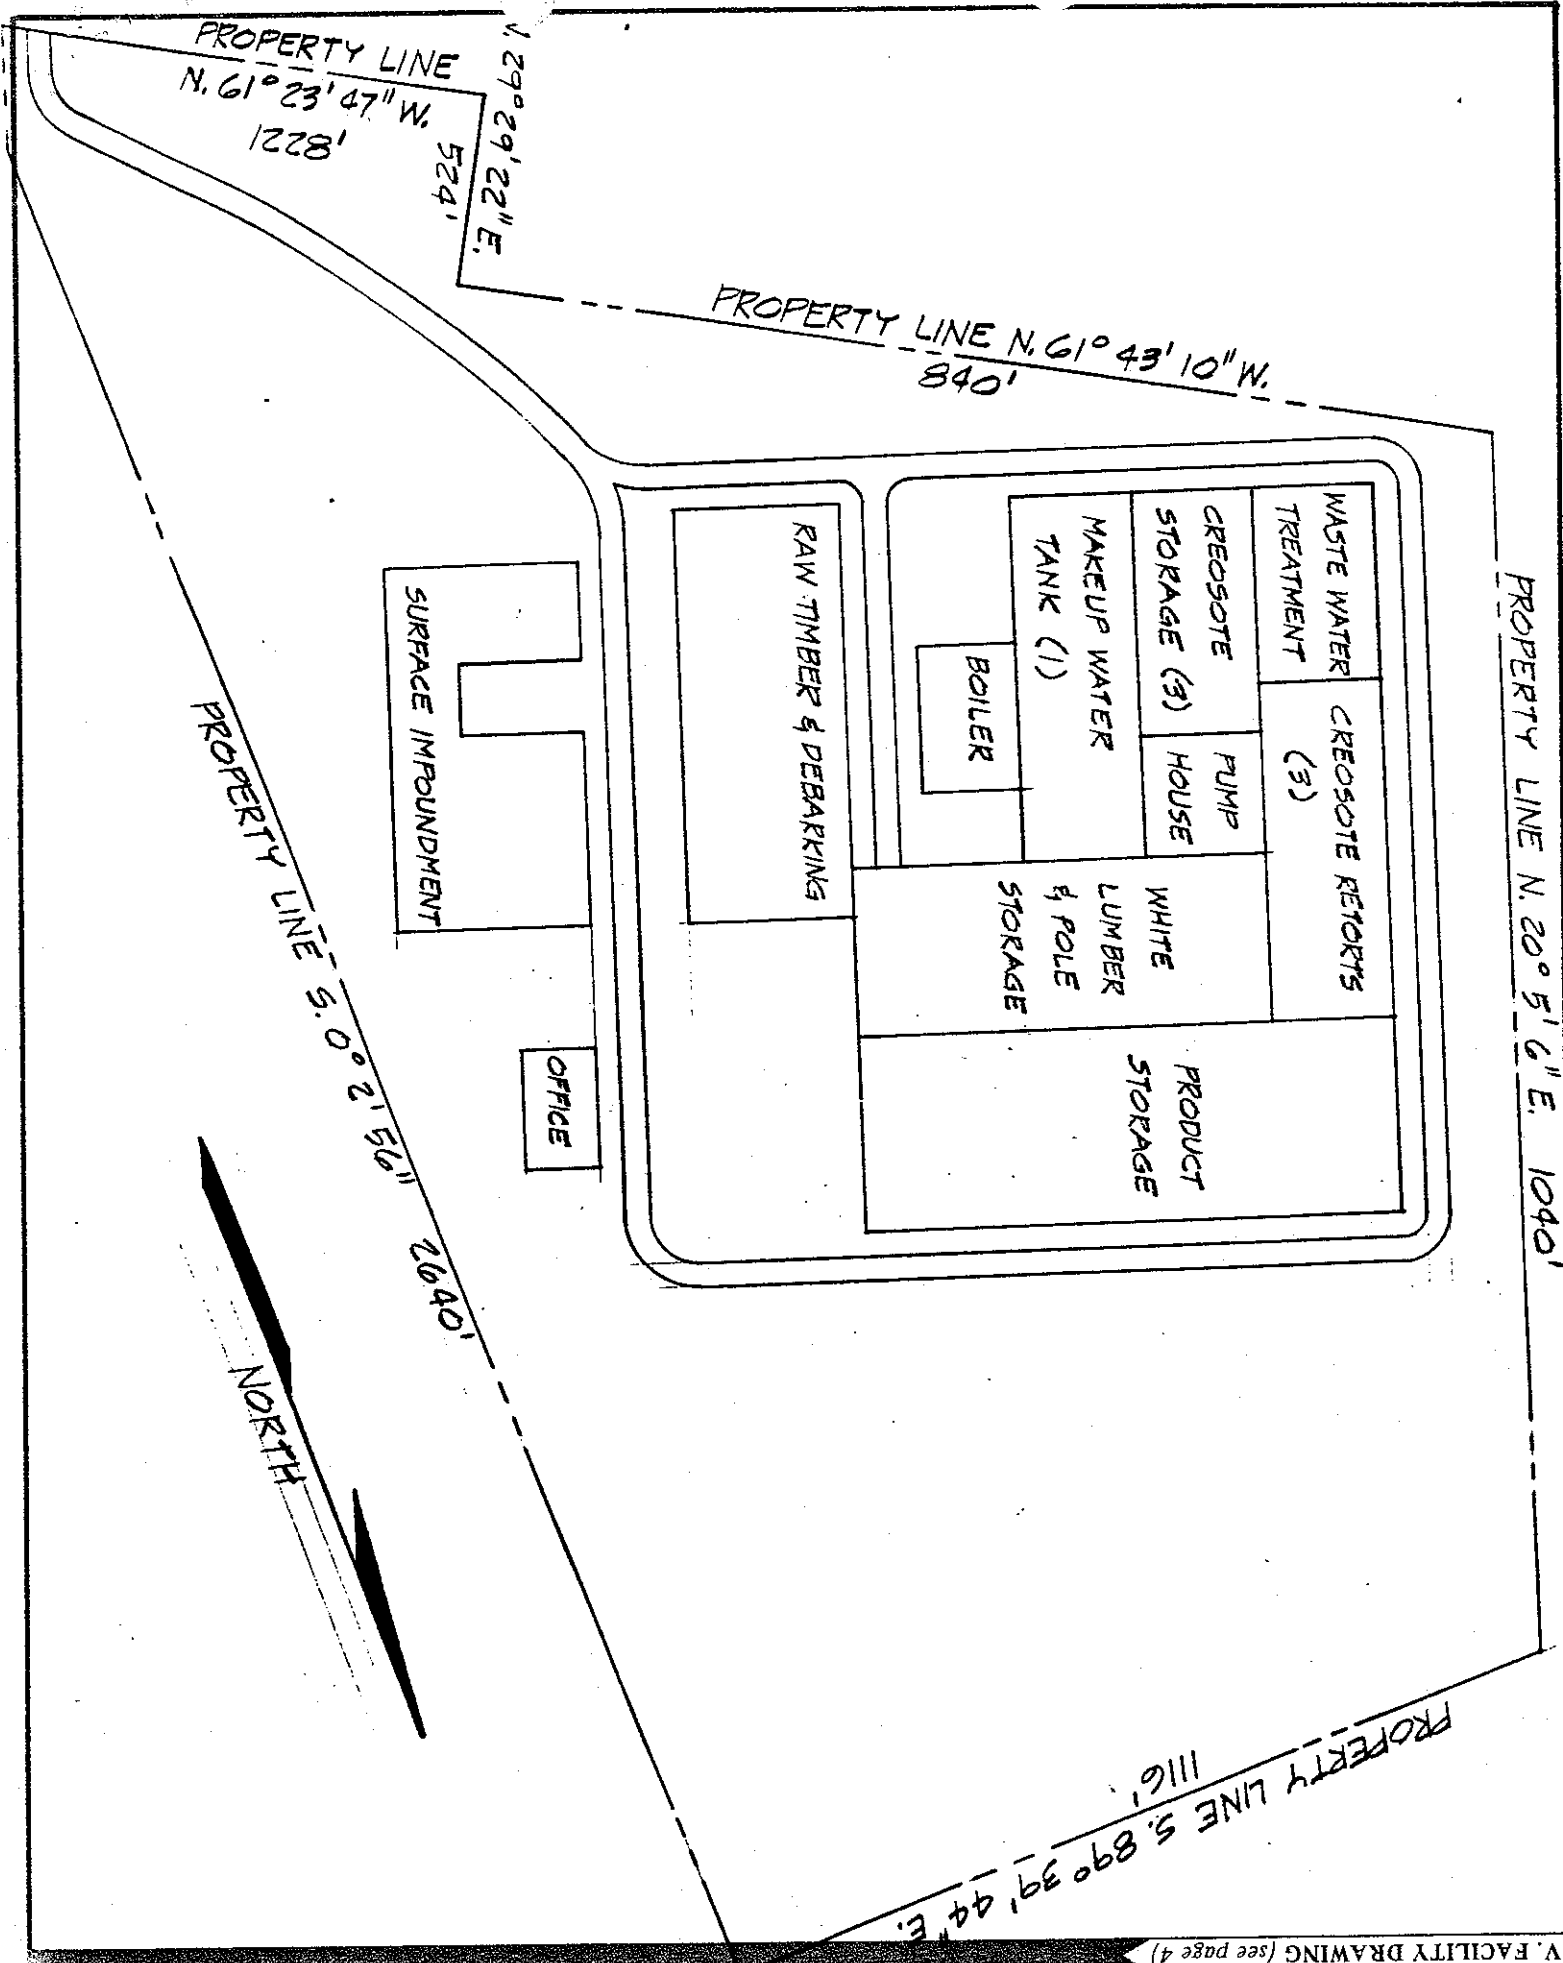 V. FACILITY DRAWING (see page 4)
PROPERTY LINE
N. 61° 23' 47" W.
1228'
N. 29° 29' 22" E.
524'
PROPERTY LINE N. 61° 43' 10" W.
840'
PROPERTY LINE N. 20° 5' 6" E. 1040'
WASTE WATER
TREATMENT
CREOSOTE RETORTS
(3)
CREOSOTE
STORAGE (3)
PUMP
HOUSE
MAKEUP WATER
TANK (1)
BOILER
WHITE
LUMBER
& POLE
STORAGE
PRODUCT
STORAGE
RAW TIMBER & DEBARKING
SURFACE IMPOUNDMENT
OFFICE
PROPERTY LINE S. 0° 2' 56" 2640'
NORTH
PROPERTY LINE S. 89° 39' 44" E.
1116'